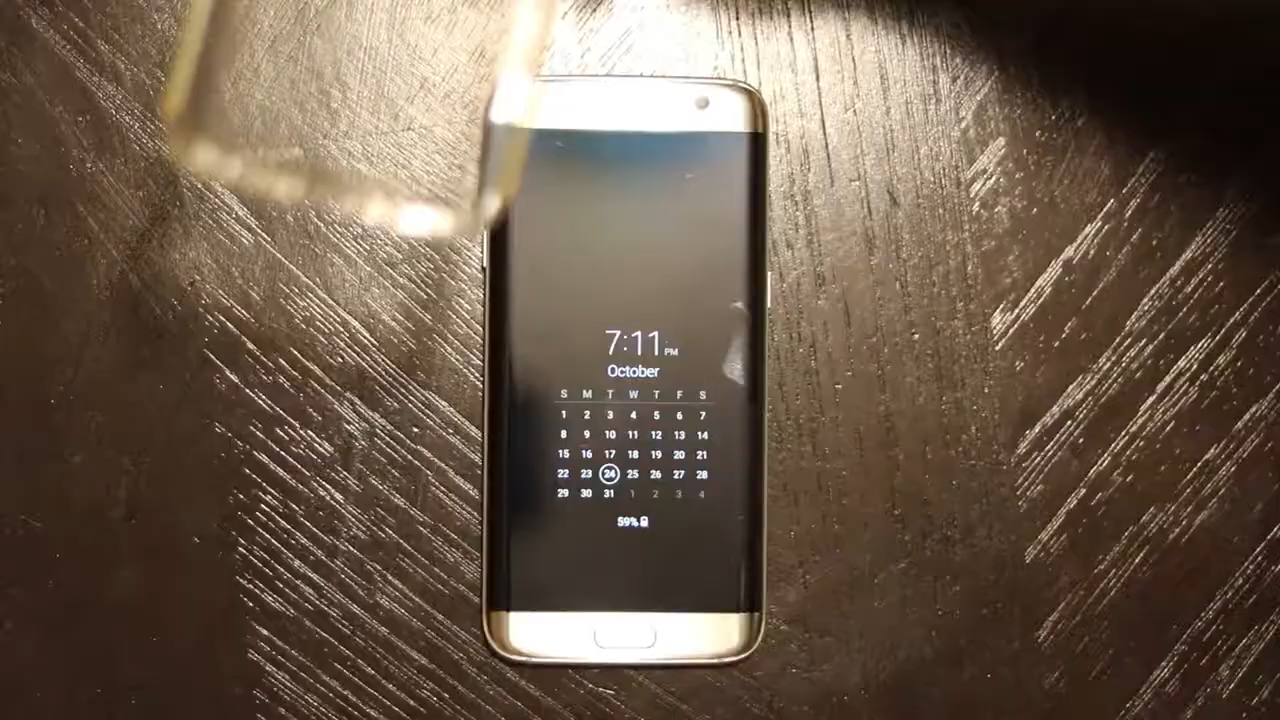 7:11 PM
October
S M T W T F S
1 2 3 4 5 6 7
8 9 10 11 12 13 14
15 16 17 18 19 20 21
22 23 24 25 26 27 28
29 30 31 1 2 3 4
59%